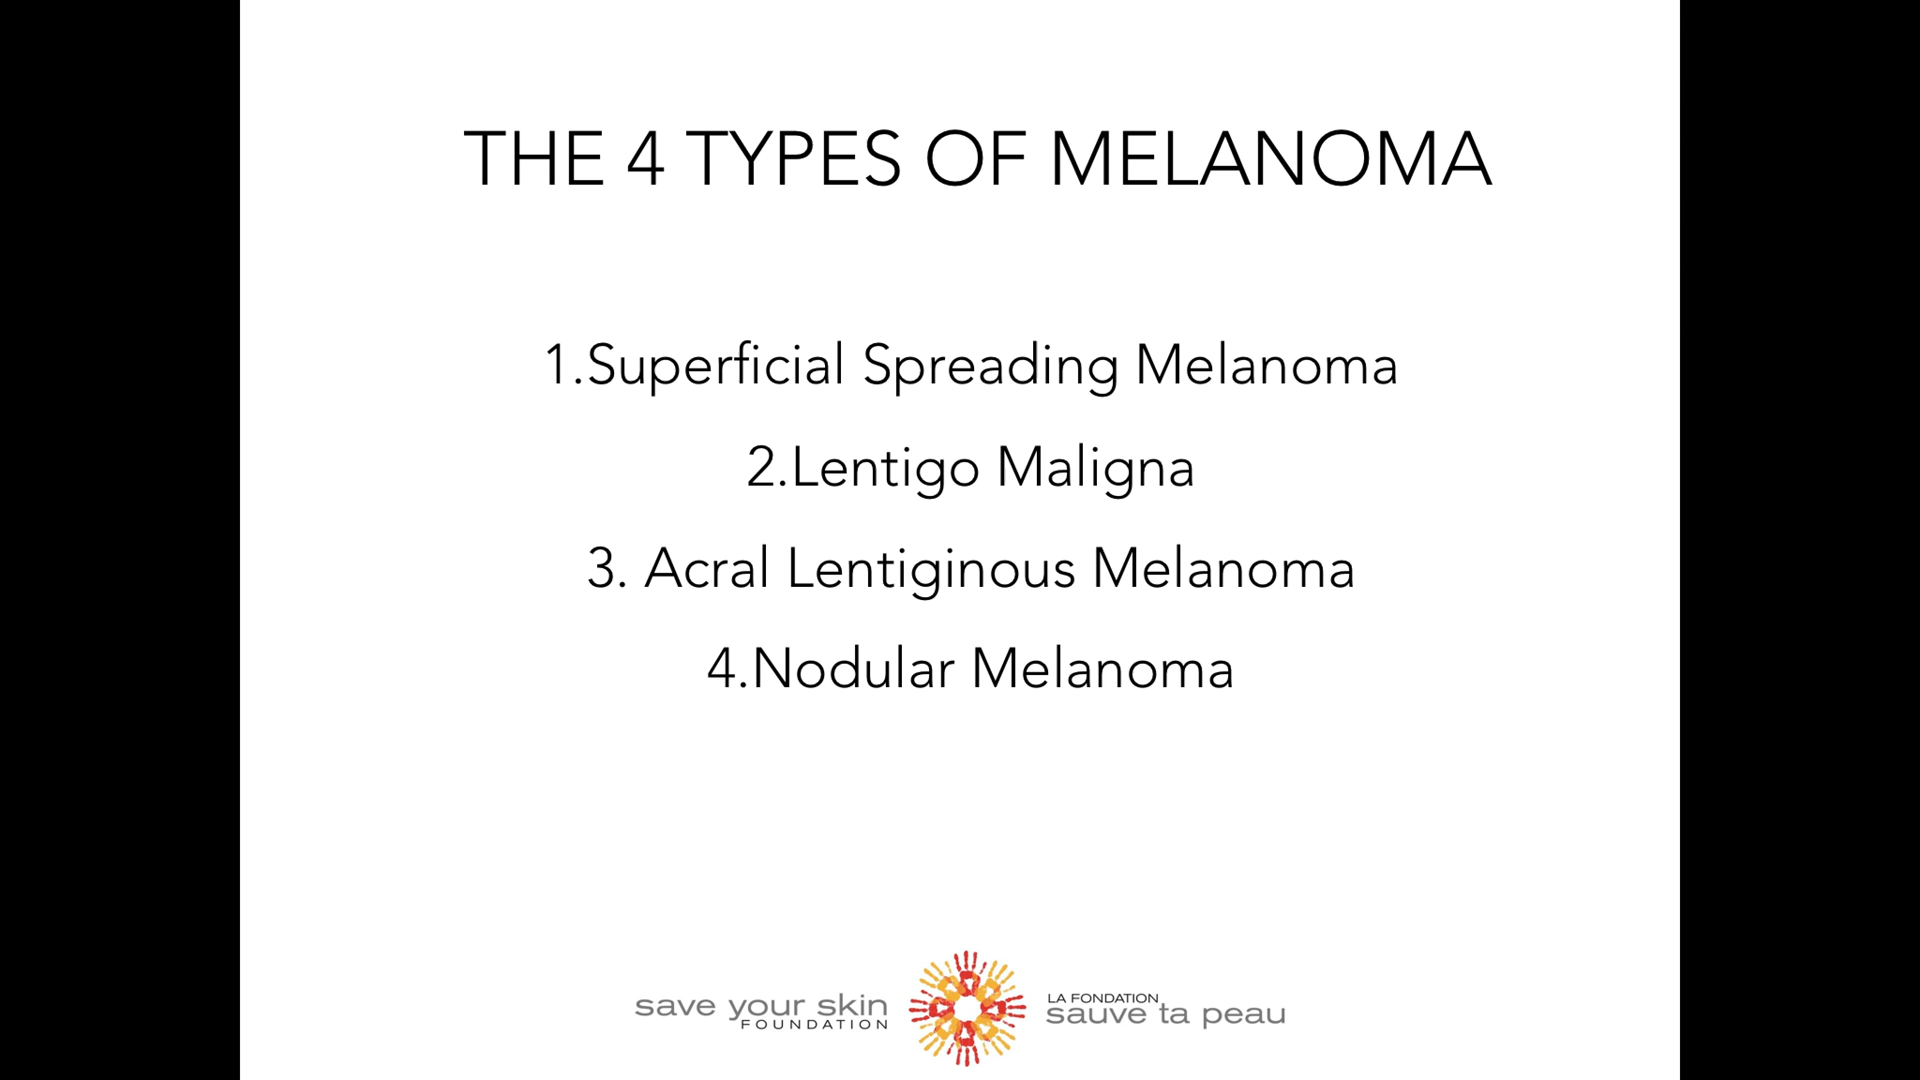 THE 4 TYPES OF MELANOMA
1.Superficial Spreading Melanoma
2.Lentigo Maligna
3. Acral Lentiginous Melanoma
4.Nodular Melanoma
save your skin
FOUNDATION
LA FONDATION
sauve ta peau